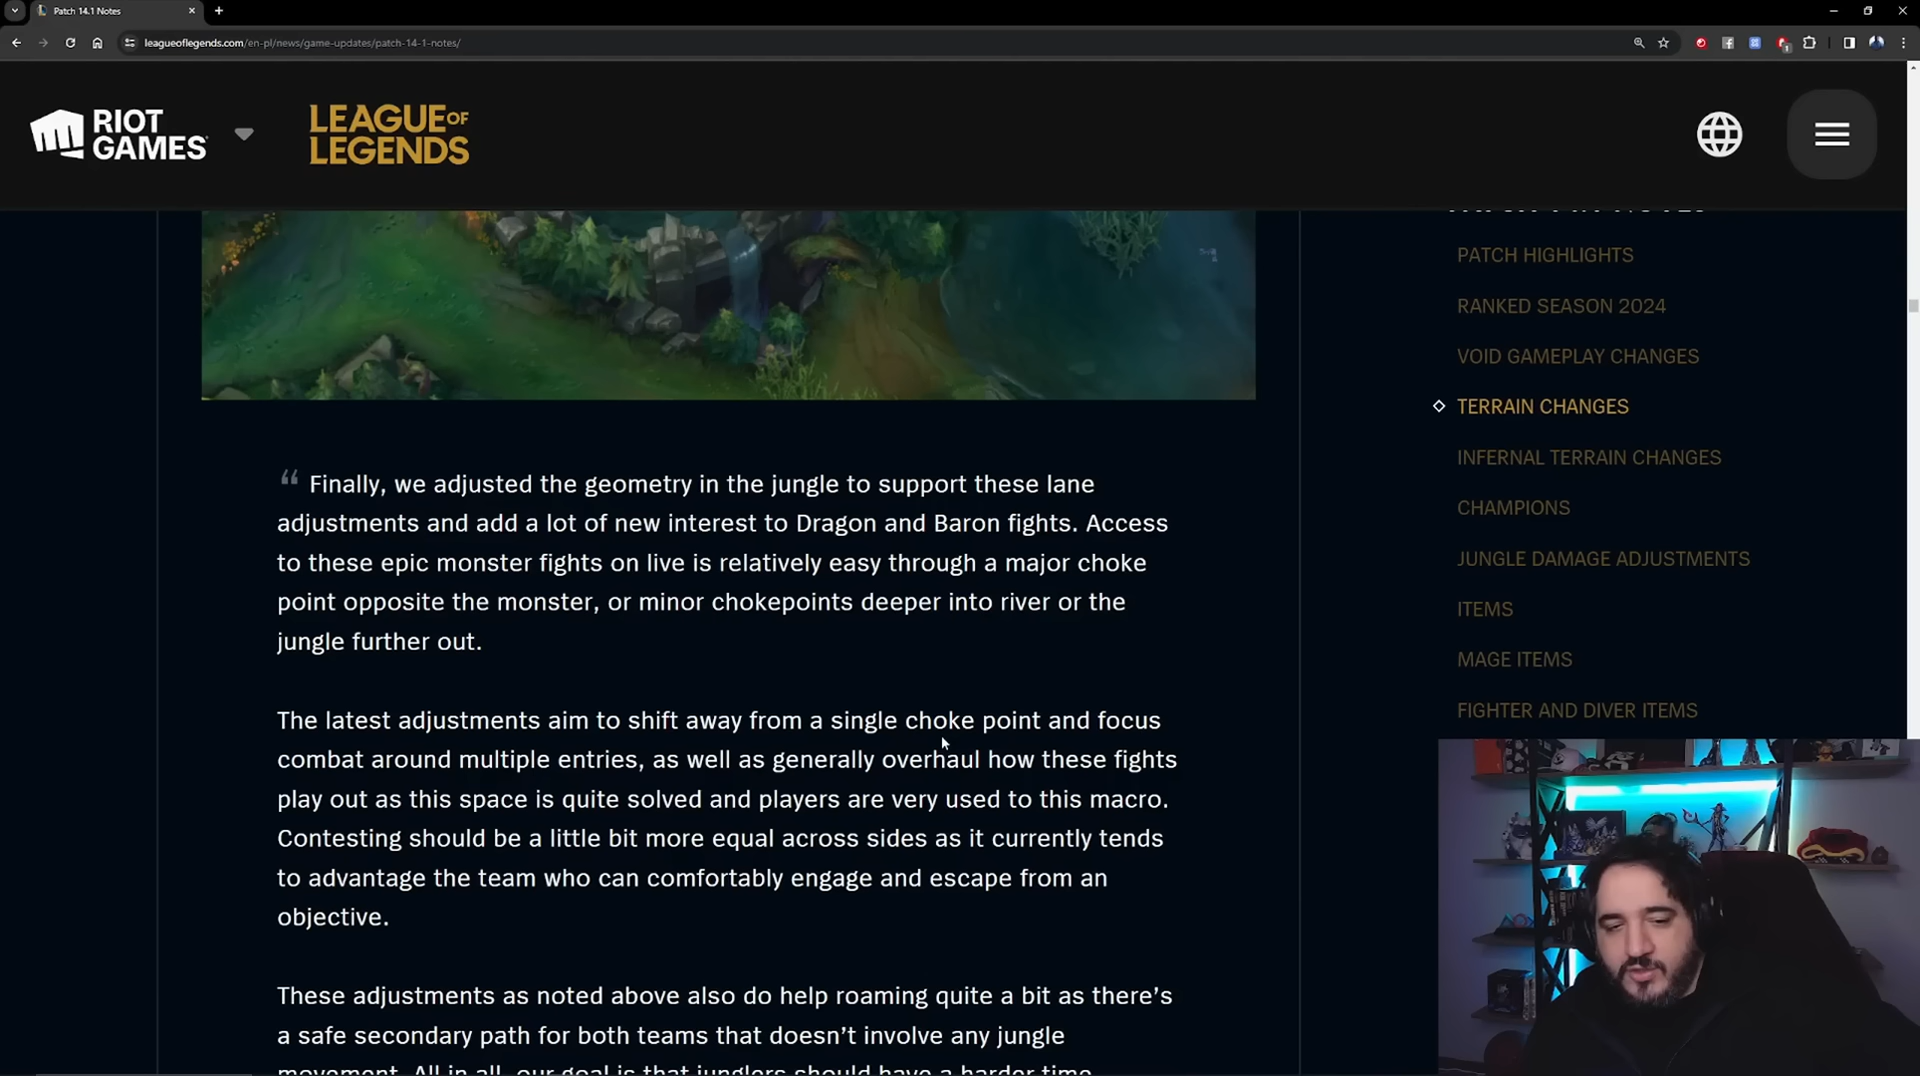 Patch 14.1 Notes
leagueoflegends.com/en-pl/news/game-updates/patch-14-1-notes/
RIOT
GAMES
LEAGUE OF
LEGENDS
PATCH HIGHLIGHTS
RANKED SEASON 2024
VOID GAMEPLAY CHANGES
TERRAIN CHANGES
INFERNAL TERRAIN CHANGES
CHAMPIONS
JUNGLE DAMAGE ADJUSTMENTS
ITEMS
MAGE ITEMS
FIGHTER AND DIVER ITEMS
“ Finally, we adjusted the geometry in the jungle to support these lane
adjustments and add a lot of new interest to Dragon and Baron fights. Access
to these epic monster fights on live is relatively easy through a major choke
point opposite the monster, or minor chokepoints deeper into river or the
jungle further out.
The latest adjustments aim to shift away from a single choke point and focus
combat around multiple entries, as well as generally overhaul how these fights
play out as this space is quite solved and players are very used to this macro.
Contesting should be a little bit more equal across sides as it currently tends
to advantage the team who can comfortably engage and escape from an
objective.
These adjustments as noted above also do help roaming quite a bit as there’s
a safe secondary path for both teams that doesn’t involve any jungle
movement. All in all, our goal is that junglers should have a harder time